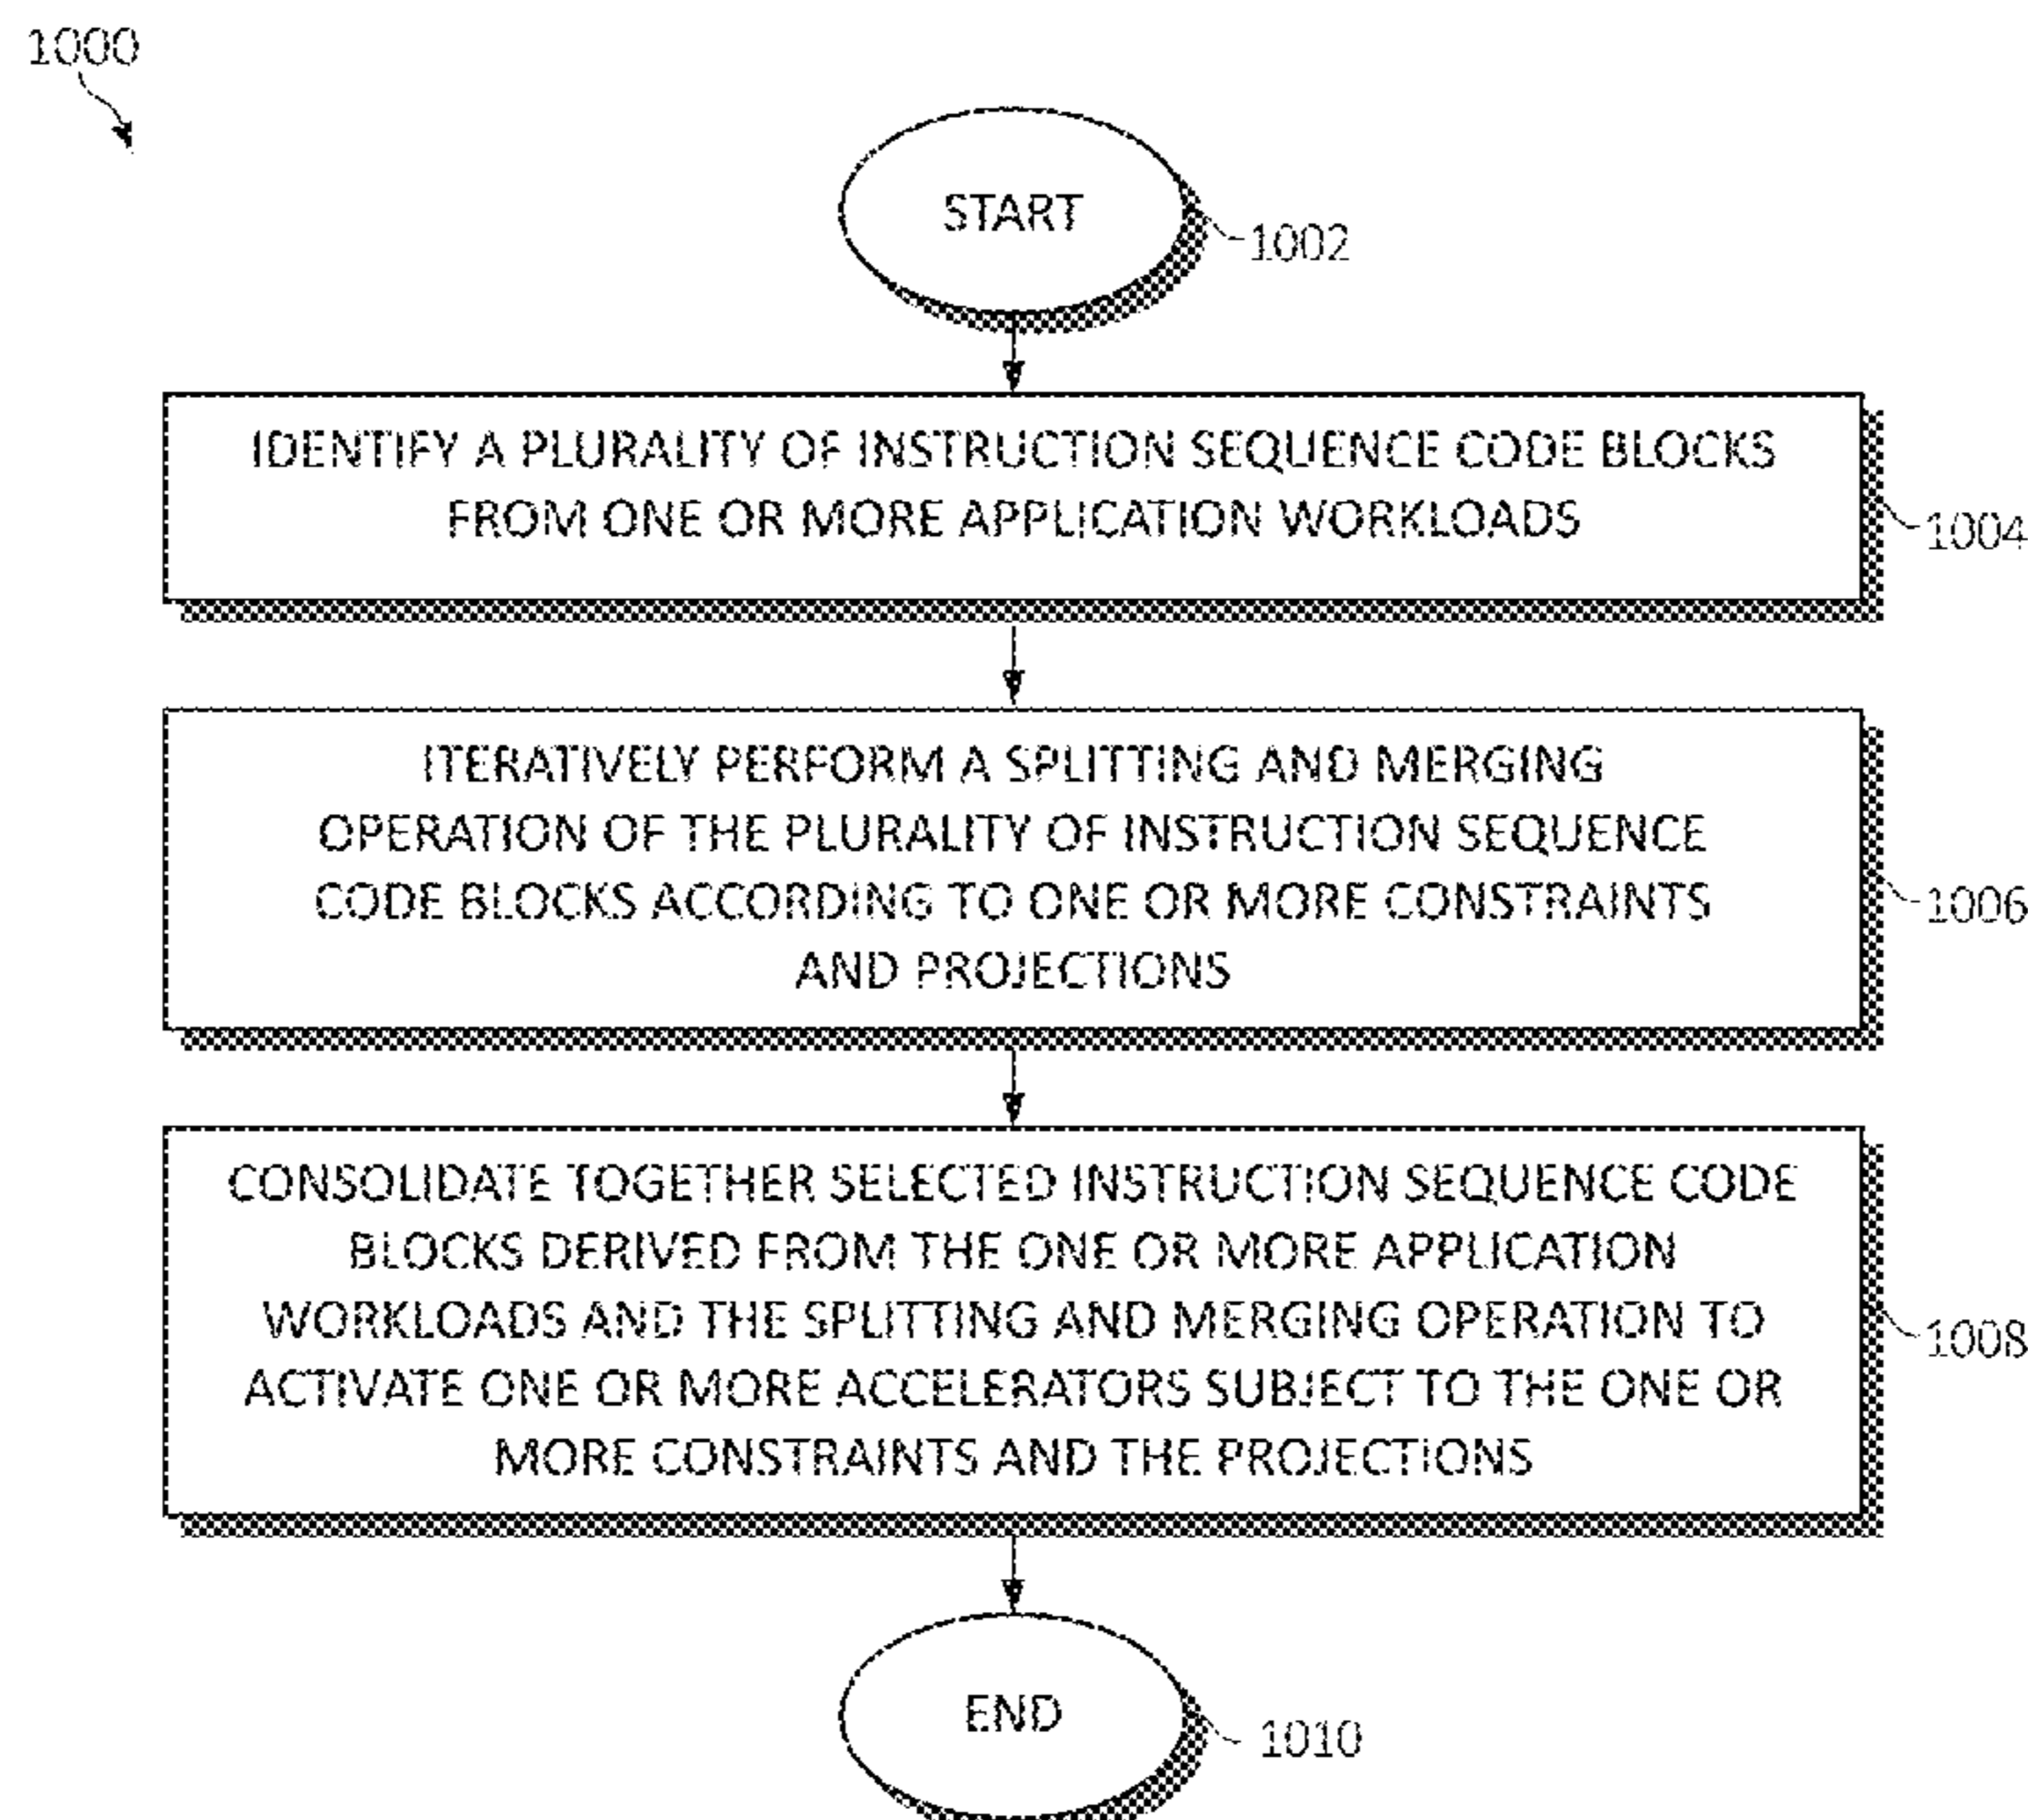 1000
START
1002
IDENTIFY A PLURALITY OF INSTRUCTION SEQUENCE CODE BLOCKS
FROM ONE OR MORE APPLICATION WORKLOADS
1004
ITERATIVELY PERFORM A SPLITTING AND MERGING
OPERATION OF THE PLURALITY OF INSTRUCTION SEQUENCE
CODE BLOCKS ACCORDING TO ONE OR MORE CONSTRAINTS
AND PROJECTIONS
1006
CONSOLIDATE TOGETHER SELECTED INSTRUCTION SEQUENCE CODE
BLOCKS DERIVED FROM THE ONE OR MORE APPLICATION
WORKLOADS AND THE SPLITTING AND MERGING OPERATION TO
ACTIVATE ONE OR MORE ACCELERATORS SUBJECT TO THE ONE OR
MORE CONSTRAINTS AND THE PROJECTIONS
1008
END
1010